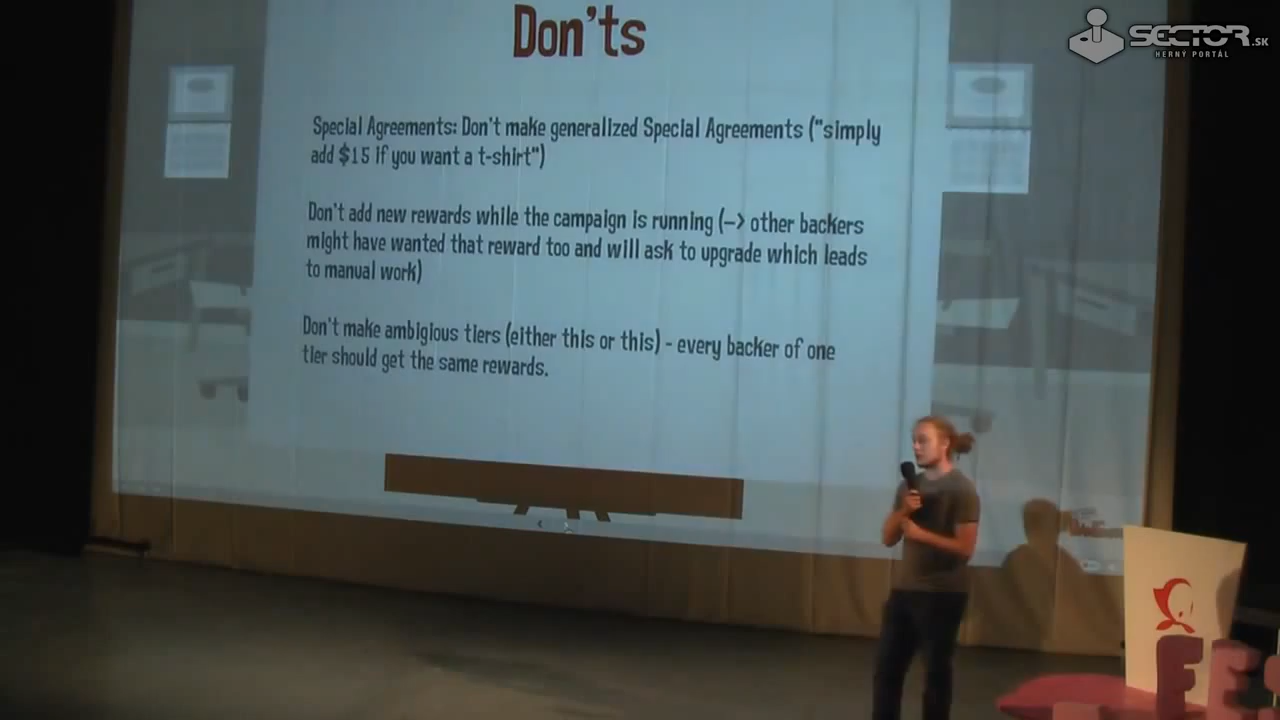 Don'ts
SECTOR.SK
HERNÝ PORTÁL
Special Agreements: Don't make generalized Special Agreements ("simply
add $15 if you want a t-shirt")
Don't add new rewards while the campaign is running (–> other backers
might have wanted that reward too and will ask to upgrade which leads
to manual work)
Don't make ambigious tiers (either this or this) - every backer of one
tier should get the same rewards.
FES